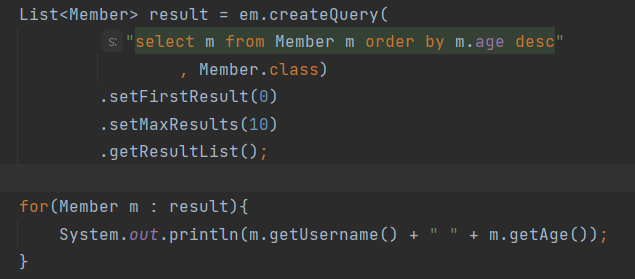 List<Member> result = em.createQuery(
s: "select m from Member m order by m.age desc"
, Member.class)
.setFirstResult(0)
.setMaxResults(10)
.getResultList();
for(Member m : result){
System.out.println(m.getUsername() + " " + m.getAge());
}